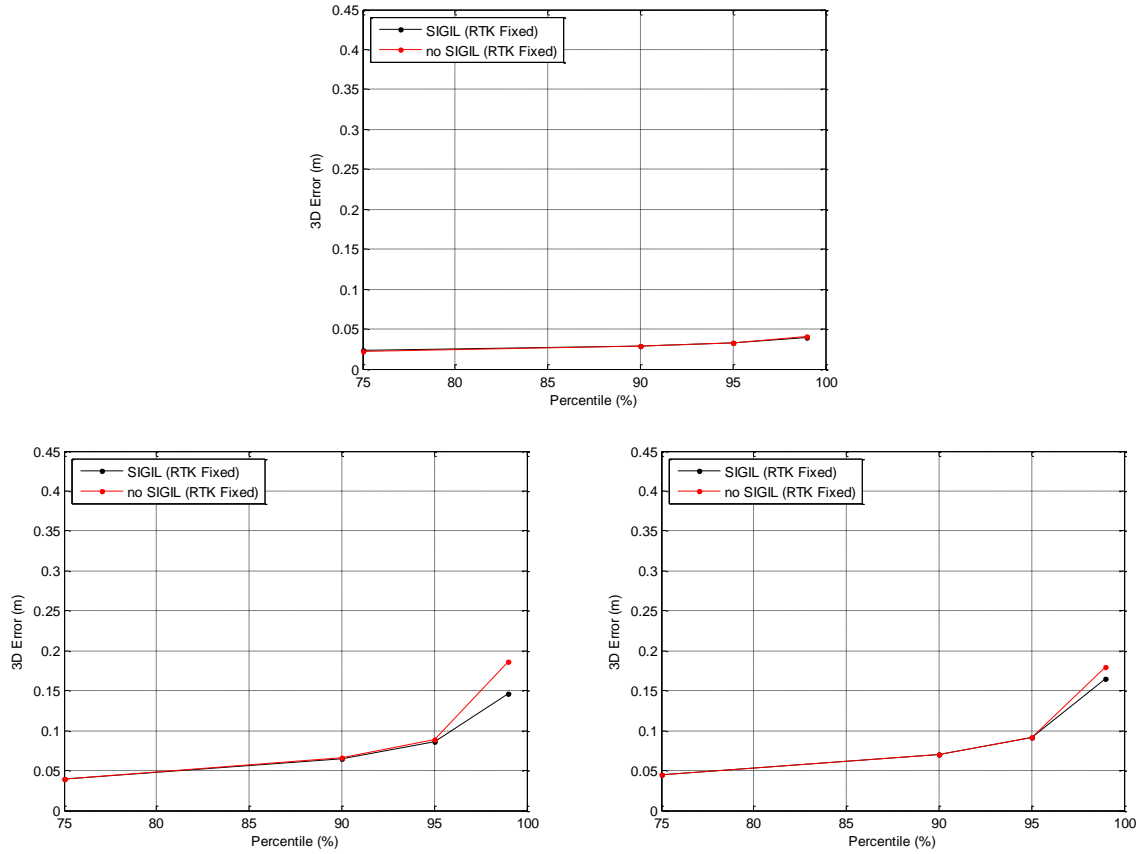 SIGIL (RTK Fixed)
no SIGIL (RTK Fixed)
0.45
0.4
0.35
0.3
0.25
0.2
0.15
0.1
0.05
0
3D Error (m)
75 80 85 90 95 100
Percentile (%)
SIGIL (RTK Fixed)
no SIGIL (RTK Fixed)
0.45
0.4
0.35
0.3
0.25
0.2
0.15
0.1
0.05
0
3D Error (m)
75 80 85 90 95 100
Percentile (%)
SIGIL (RTK Fixed)
no SIGIL (RTK Fixed)
0.45
0.4
0.35
0.3
0.25
0.2
0.15
0.1
0.05
0
3D Error (m)
75 80 85 90 95 100
Percentile (%)